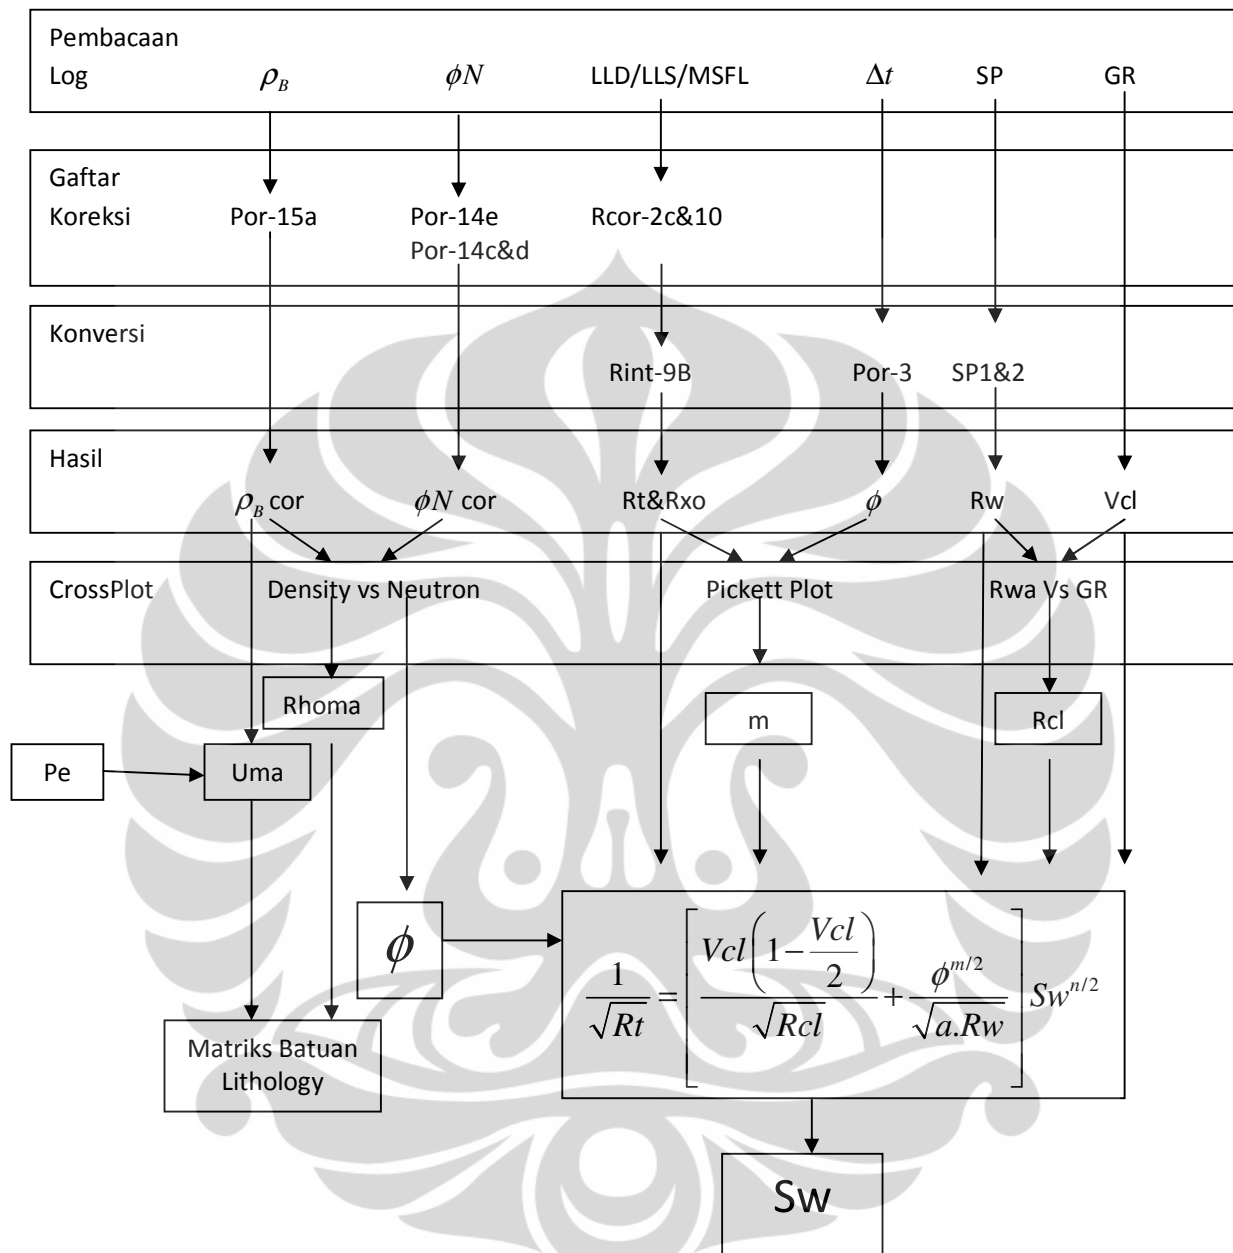 Pembacaan
Log ρB ϕN LLD/LLS/MSFL Δt SP GR
Gaftar
Koreksi Por-15a Por-14e Rcor-2c&10
Por-14c&d
Konversi
Rint-9B Por-3 SP1&2
Hasil
ρB cor ϕN cor Rt&Rxo ϕ Rw Vcl
CrossPlot Density vs Neutron Pickett Plot Rwa Vs GR
Rhoma m Rcl
Pe Uma
ϕ
1/√Rt = [Vcl(1 − Vcl/2)/√Rcl + ϕ^(m/2)/√(a.Rw)] Sw^(n/2)
Matriks Batuan
Lithology
Sw